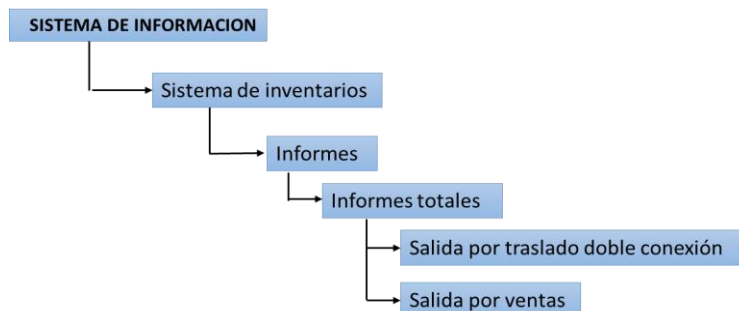 SISTEMA DE INFORMACION
Sistema de inventarios
Informes
Informes totales
Salida por traslado doble conexión
Salida por ventas